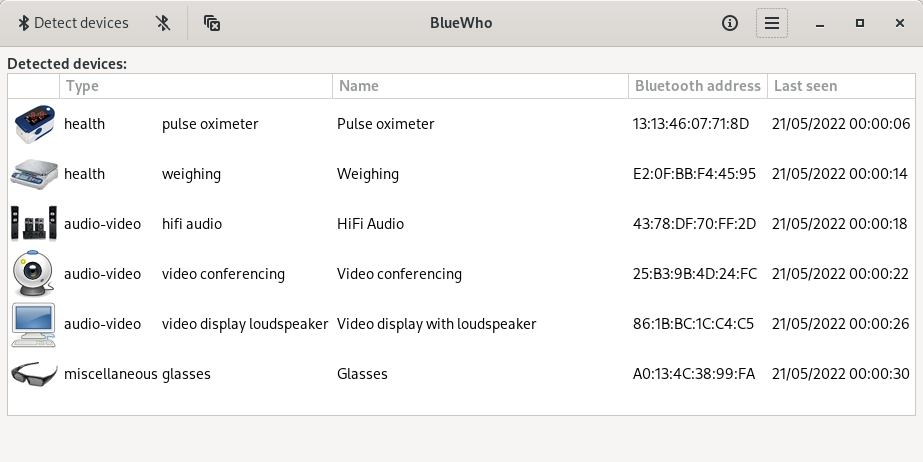 Detect devices BlueWho
Detected devices:
Type Name Bluetooth address Last seen
health pulse oximeter Pulse oximeter 13:13:46:07:71:8D 21/05/2022 00:00:06
health weighing Weighing E2:0F:BB:F4:45:95 21/05/2022 00:00:14
audio-video hifi audio HiFi Audio 43:78:DF:70:FF:2D 21/05/2022 00:00:18
audio-video video conferencing Video conferencing 25:B3:9B:4D:24:FC 21/05/2022 00:00:22
audio-video video display loudspeaker Video display with loudspeaker 86:1B:BC:1C:C4:C5 21/05/2022 00:00:26
miscellaneous glasses Glasses A0:13:4C:38:99:FA 21/05/2022 00:00:30